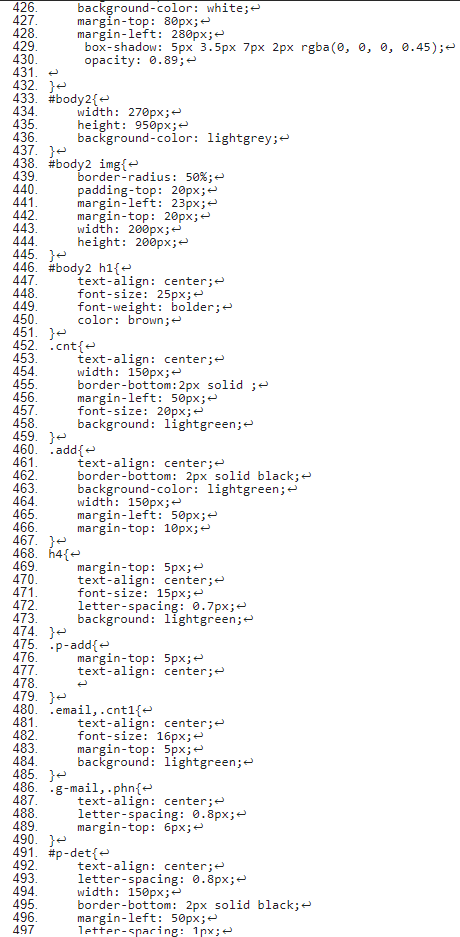 426. background-color: white;↩
427. margin-top: 80px;↩
428. margin-left: 280px;↩
429. box-shadow: 5px 3.5px 7px 2px rgba(0, 0, 0, 0.45);↩
430. opacity: 0.89;↩
431. ↩
432. }↩
433. #body2{↩
434. width: 270px;↩
435. height: 950px;↩
436. background-color: lightgrey;↩
437. }↩
438. #body2 img{↩
439. border-radius: 50%;↩
440. padding-top: 20px;↩
441. margin-left: 23px;↩
442. margin-top: 20px;↩
443. width: 200px;↩
444. height: 200px;↩
445. }↩
446. #body2 h1{↩
447. text-align: center;↩
448. font-size: 25px;↩
449. font-weight: bolder;↩
450. color: brown;↩
451. }↩
452. .cnt{↩
453. text-align: center;↩
454. width: 150px;↩
455. border-bottom:2px solid ;↩
456. margin-left: 50px;↩
457. font-size: 20px;↩
458. background: lightgreen;↩
459. }↩
460. .add{↩
461. text-align: center;↩
462. border-bottom: 2px solid black;↩
463. background-color: lightgreen;↩
464. width: 150px;↩
465. margin-left: 50px;↩
466. margin-top: 10px;↩
467. }↩
468. h4{↩
469. margin-top: 5px;↩
470. text-align: center;↩
471. font-size: 15px;↩
472. letter-spacing: 0.7px;↩
473. background: lightgreen;↩
474. }↩
475. .p-add{↩
476. margin-top: 5px;↩
477. text-align: center;↩
478. ↩
479. }↩
480. .email,.cnt1{↩
481. text-align: center;↩
482. font-size: 16px;↩
483. margin-top: 5px;↩
484. background: lightgreen;↩
485. }↩
486. .g-mail,.phn{↩
487. text-align: center;↩
488. letter-spacing: 0.8px;↩
489. margin-top: 6px;↩
490. }↩
491. #p-det{↩
492. text-align: center;↩
493. letter-spacing: 0.8px;↩
494. width: 150px;↩
495. border-bottom: 2px solid black;↩
496. margin-left: 50px;↩
497. letter-spacing: 1px;↩